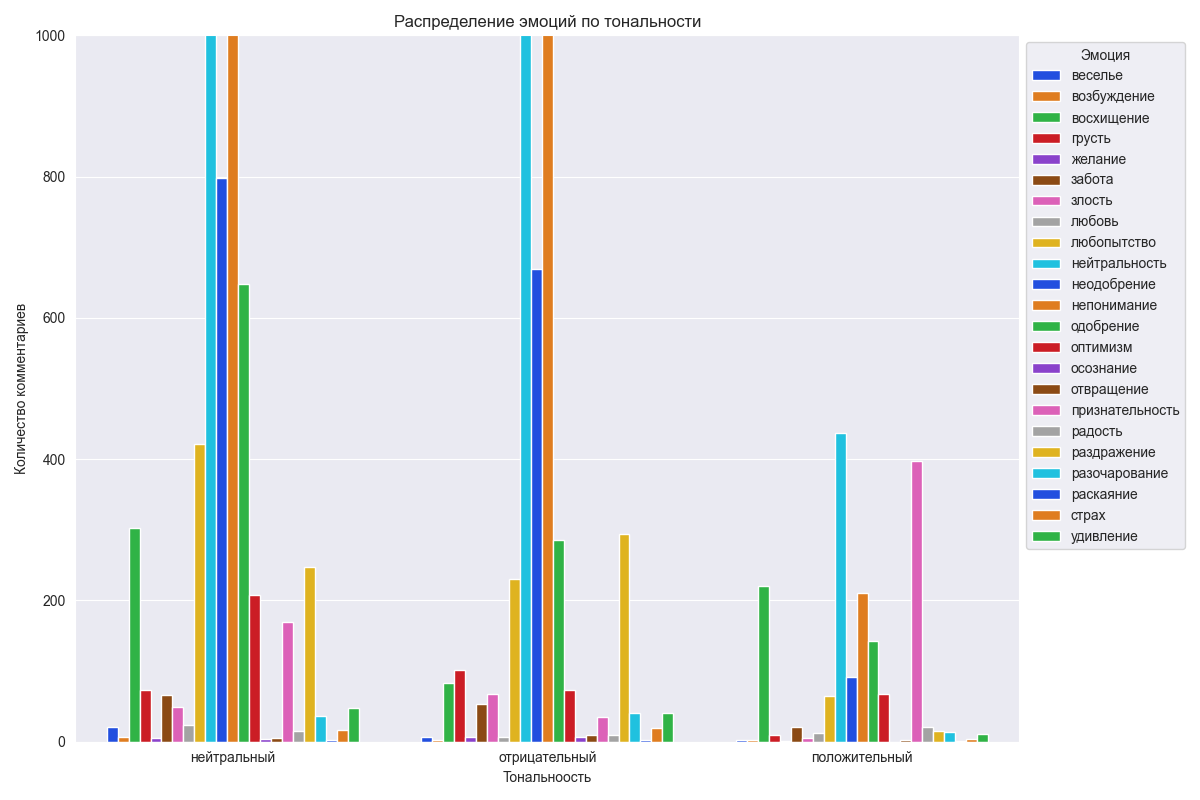 Распределение эмоций по тональности
1000
800
600
400
200
0
Количество комментариев
нейтральный
отрицательный
положительный
Тональноость
Эмоция
веселье
возбуждение
восхищение
грусть
желание
забота
злость
любовь
любопытство
нейтральность
неодобрение
непонимание
одобрение
оптимизм
осознание
отвращение
признательность
радость
раздражение
разочарование
раскаяние
страх
удивление